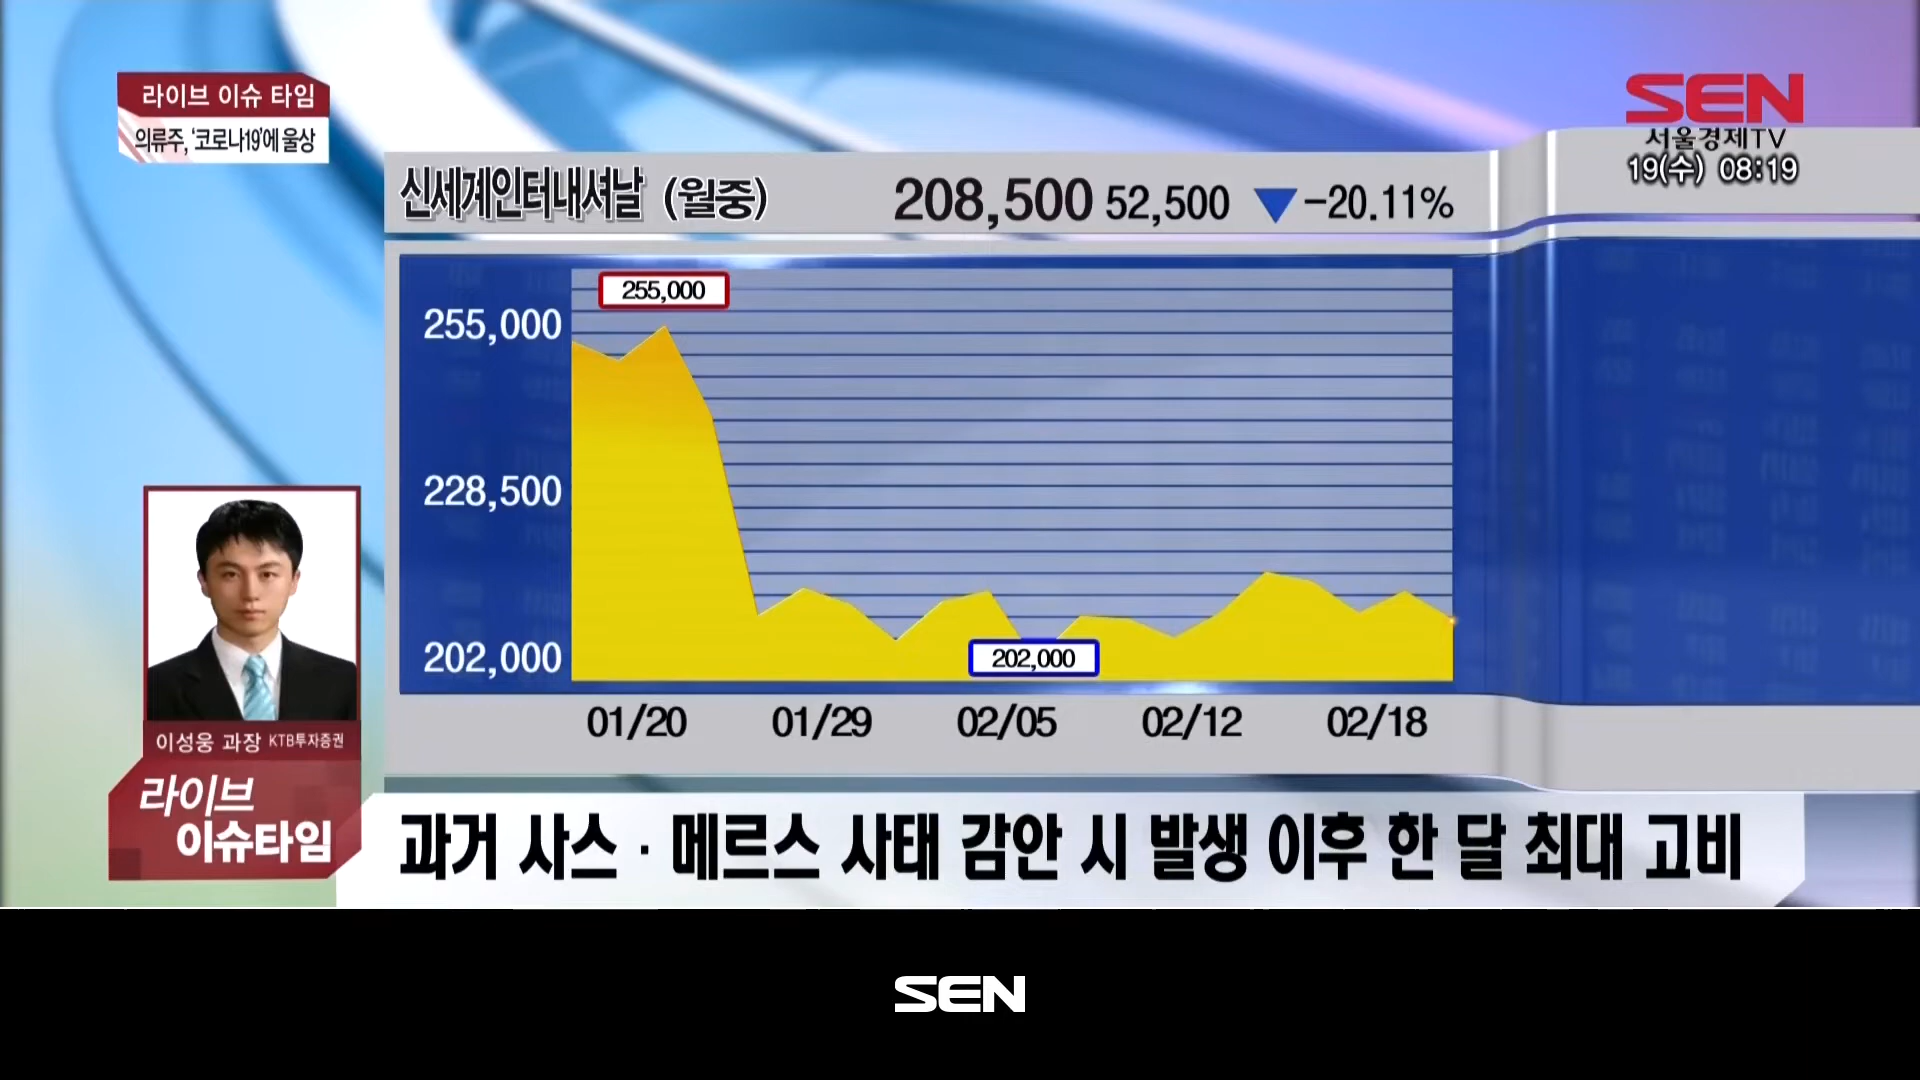 라이브 이슈 타임
의류주, ‘코로나19’에 울상
SEN
서울경제TV
19(수) 08:19
신세계인터내셔날 (월중) 208,500 52,500 ▼-20.11%
255,000
255,000
228,500
202,000
202,000
01/20 01/29 02/05 02/12 02/18
이성웅 과장 KTB투자증권
라이브
이슈타임
과거 사스 · 메르스 사태 감안 시 발생 이후 한 달 최대 고비
SEN